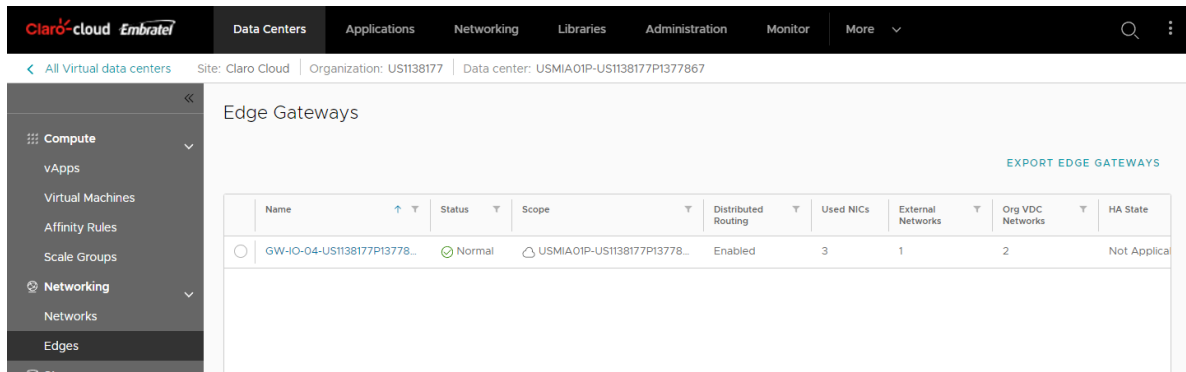 Claro-cloud Embratel Data Centers Applications Networking Libraries Administration Monitor More
All Virtual data centers Site: Claro Cloud Organization: US1138177 Data center: USMIA01P-US1138177P1377867
Edge Gateways
Compute
vApps
Virtual Machines
Affinity Rules
Scale Groups
Networking
Networks
Edges
EXPORT EDGE GATEWAYS
Name Status Scope Distributed Routing Used NICs External Networks Org VDC Networks HA State
GW-IO-04-US1138177P13778... Normal USMIA01P-US1138177P13778... Enabled 3 1 2 Not Applical